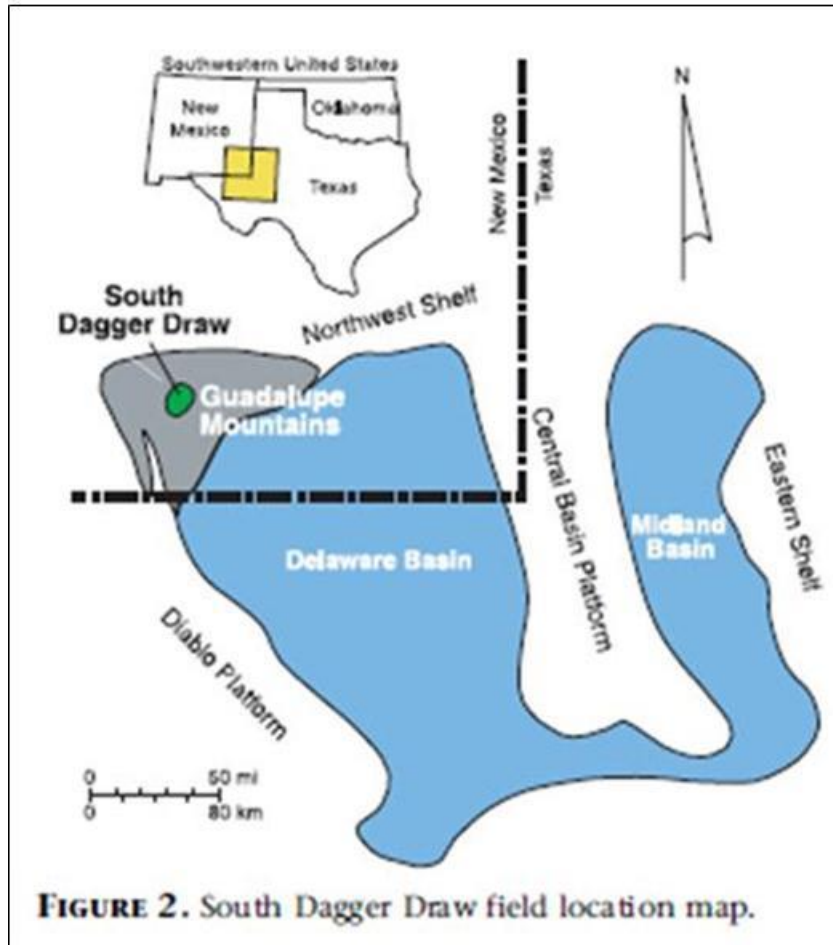 Southwestern United States
New
Mexico
Oklahoma
Texas
New Mexico
Texas
N
South
Dagger Draw
Northwest Shelf
Guadalupe
Mountains
Central Basin Platform
Eastern Shelf
Midland
Basin
Delaware Basin
Diablo Platform
0 50 mi
0 80 km
FIGURE 2. South Dagger Draw field location map.